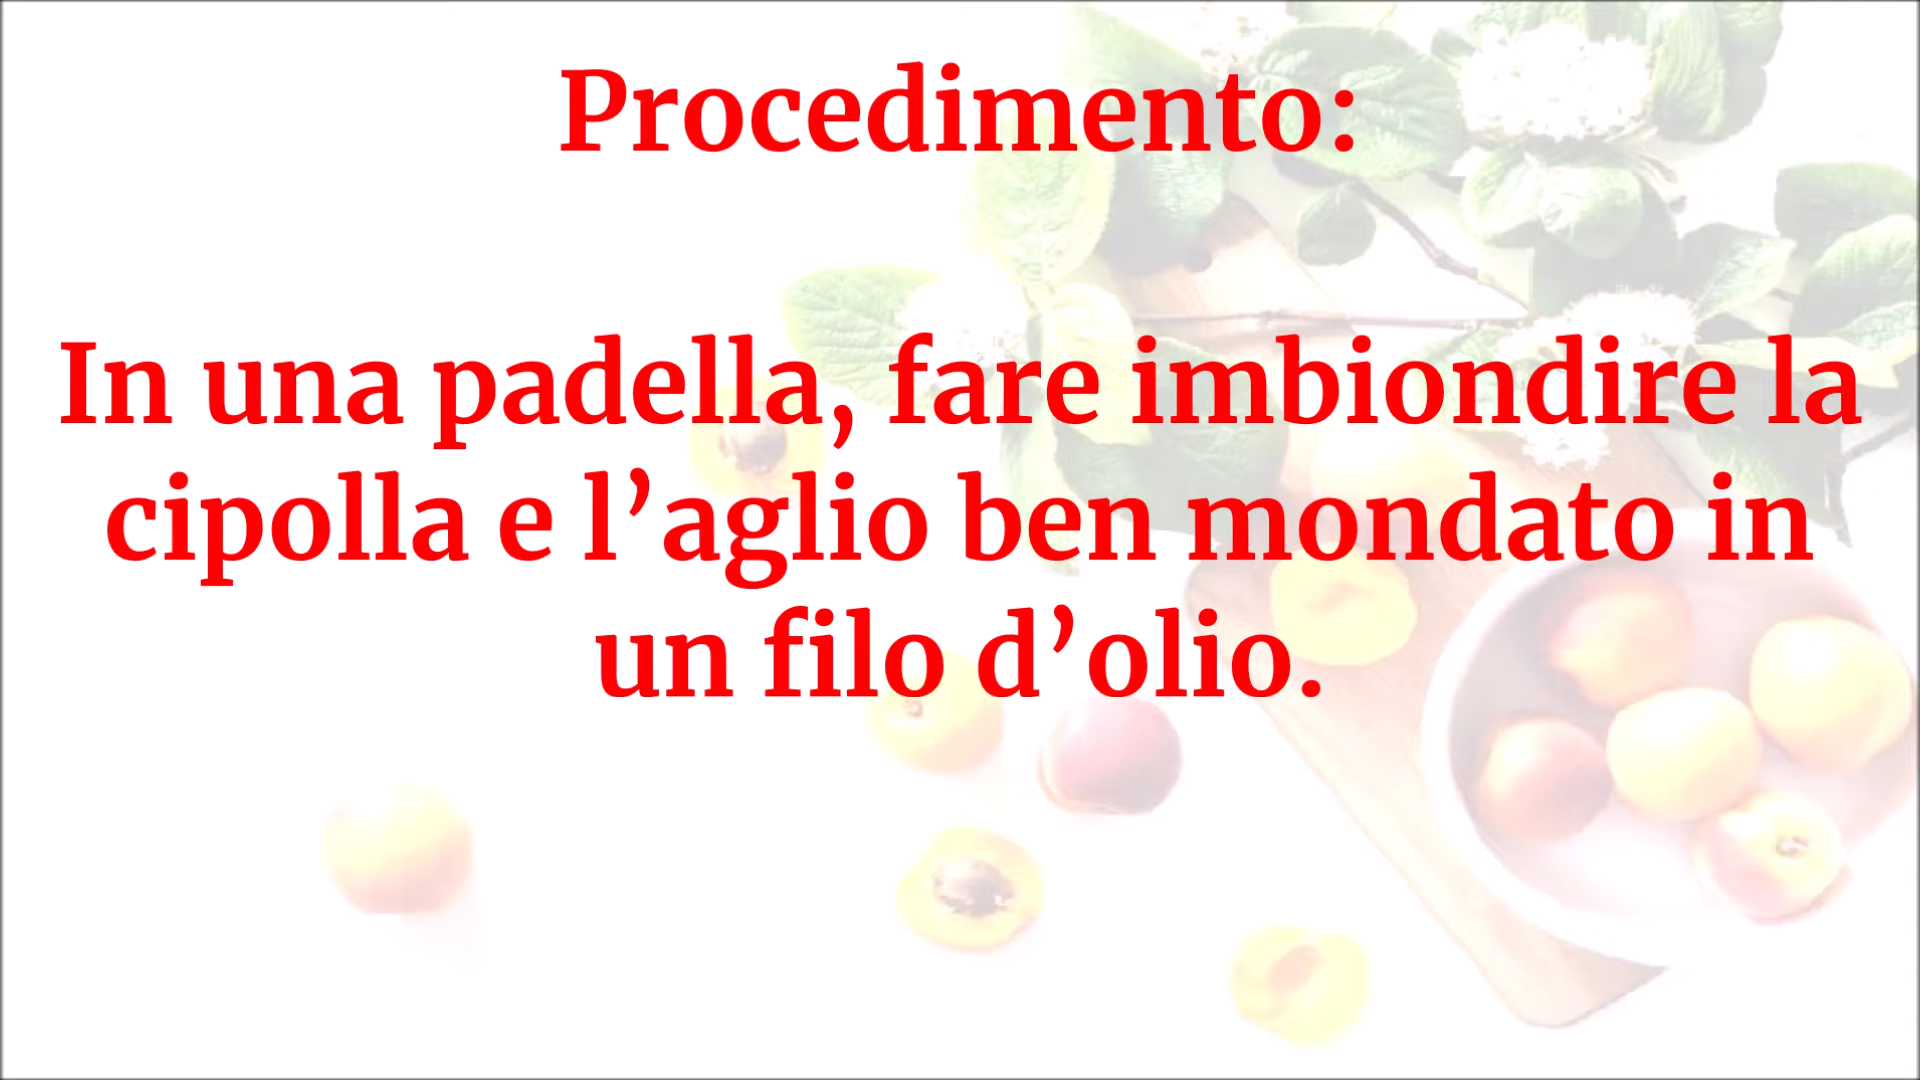 Procedimento:
In una padella, fare imbiondire la
cipolla e l’aglio ben mondato in
un filo d’olio.